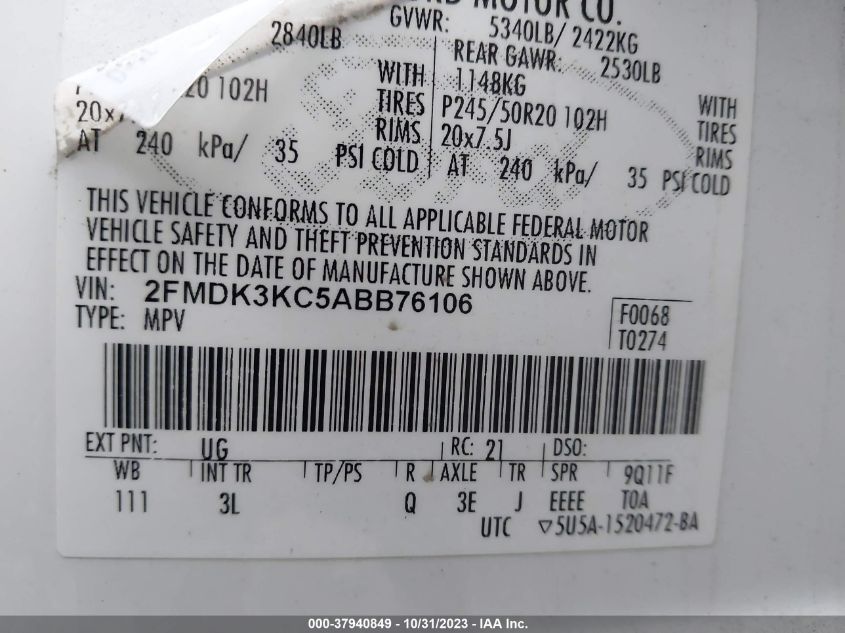 MOTOR CO.
2840LB
GVWR: 5340LB/ 2422KG
REAR GAWR: 2530LB
20 102H WITH 1148KG
TIRES P245/50R20 102H WITH
20x7. RIMS 20x7.5J TIRES
RIMS
AT 240 kPa/ 35 PSI COLD AT 240 kPa/ 35 PSI COLD
THIS VEHICLE CONFORMS TO ALL APPLICABLE FEDERAL MOTOR
VEHICLE SAFETY AND THEFT PREVENTION STANDARDS IN
EFFECT ON THE DATE OF MANUFACTURE SHOWN ABOVE.
VIN: 2FMDK3KC5ABB76106
TYPE: MPV
F0068
T0274
EXT PNT: UG RC: 21 DSO:
WB INT TR TP/PS R AXLE TR SPR 9Q11F
111 3L Q 3E J EEEE T0A
UTC ▽5U5A-1520472-BA
000-37940849 - 10/31/2023 - IAA Inc.